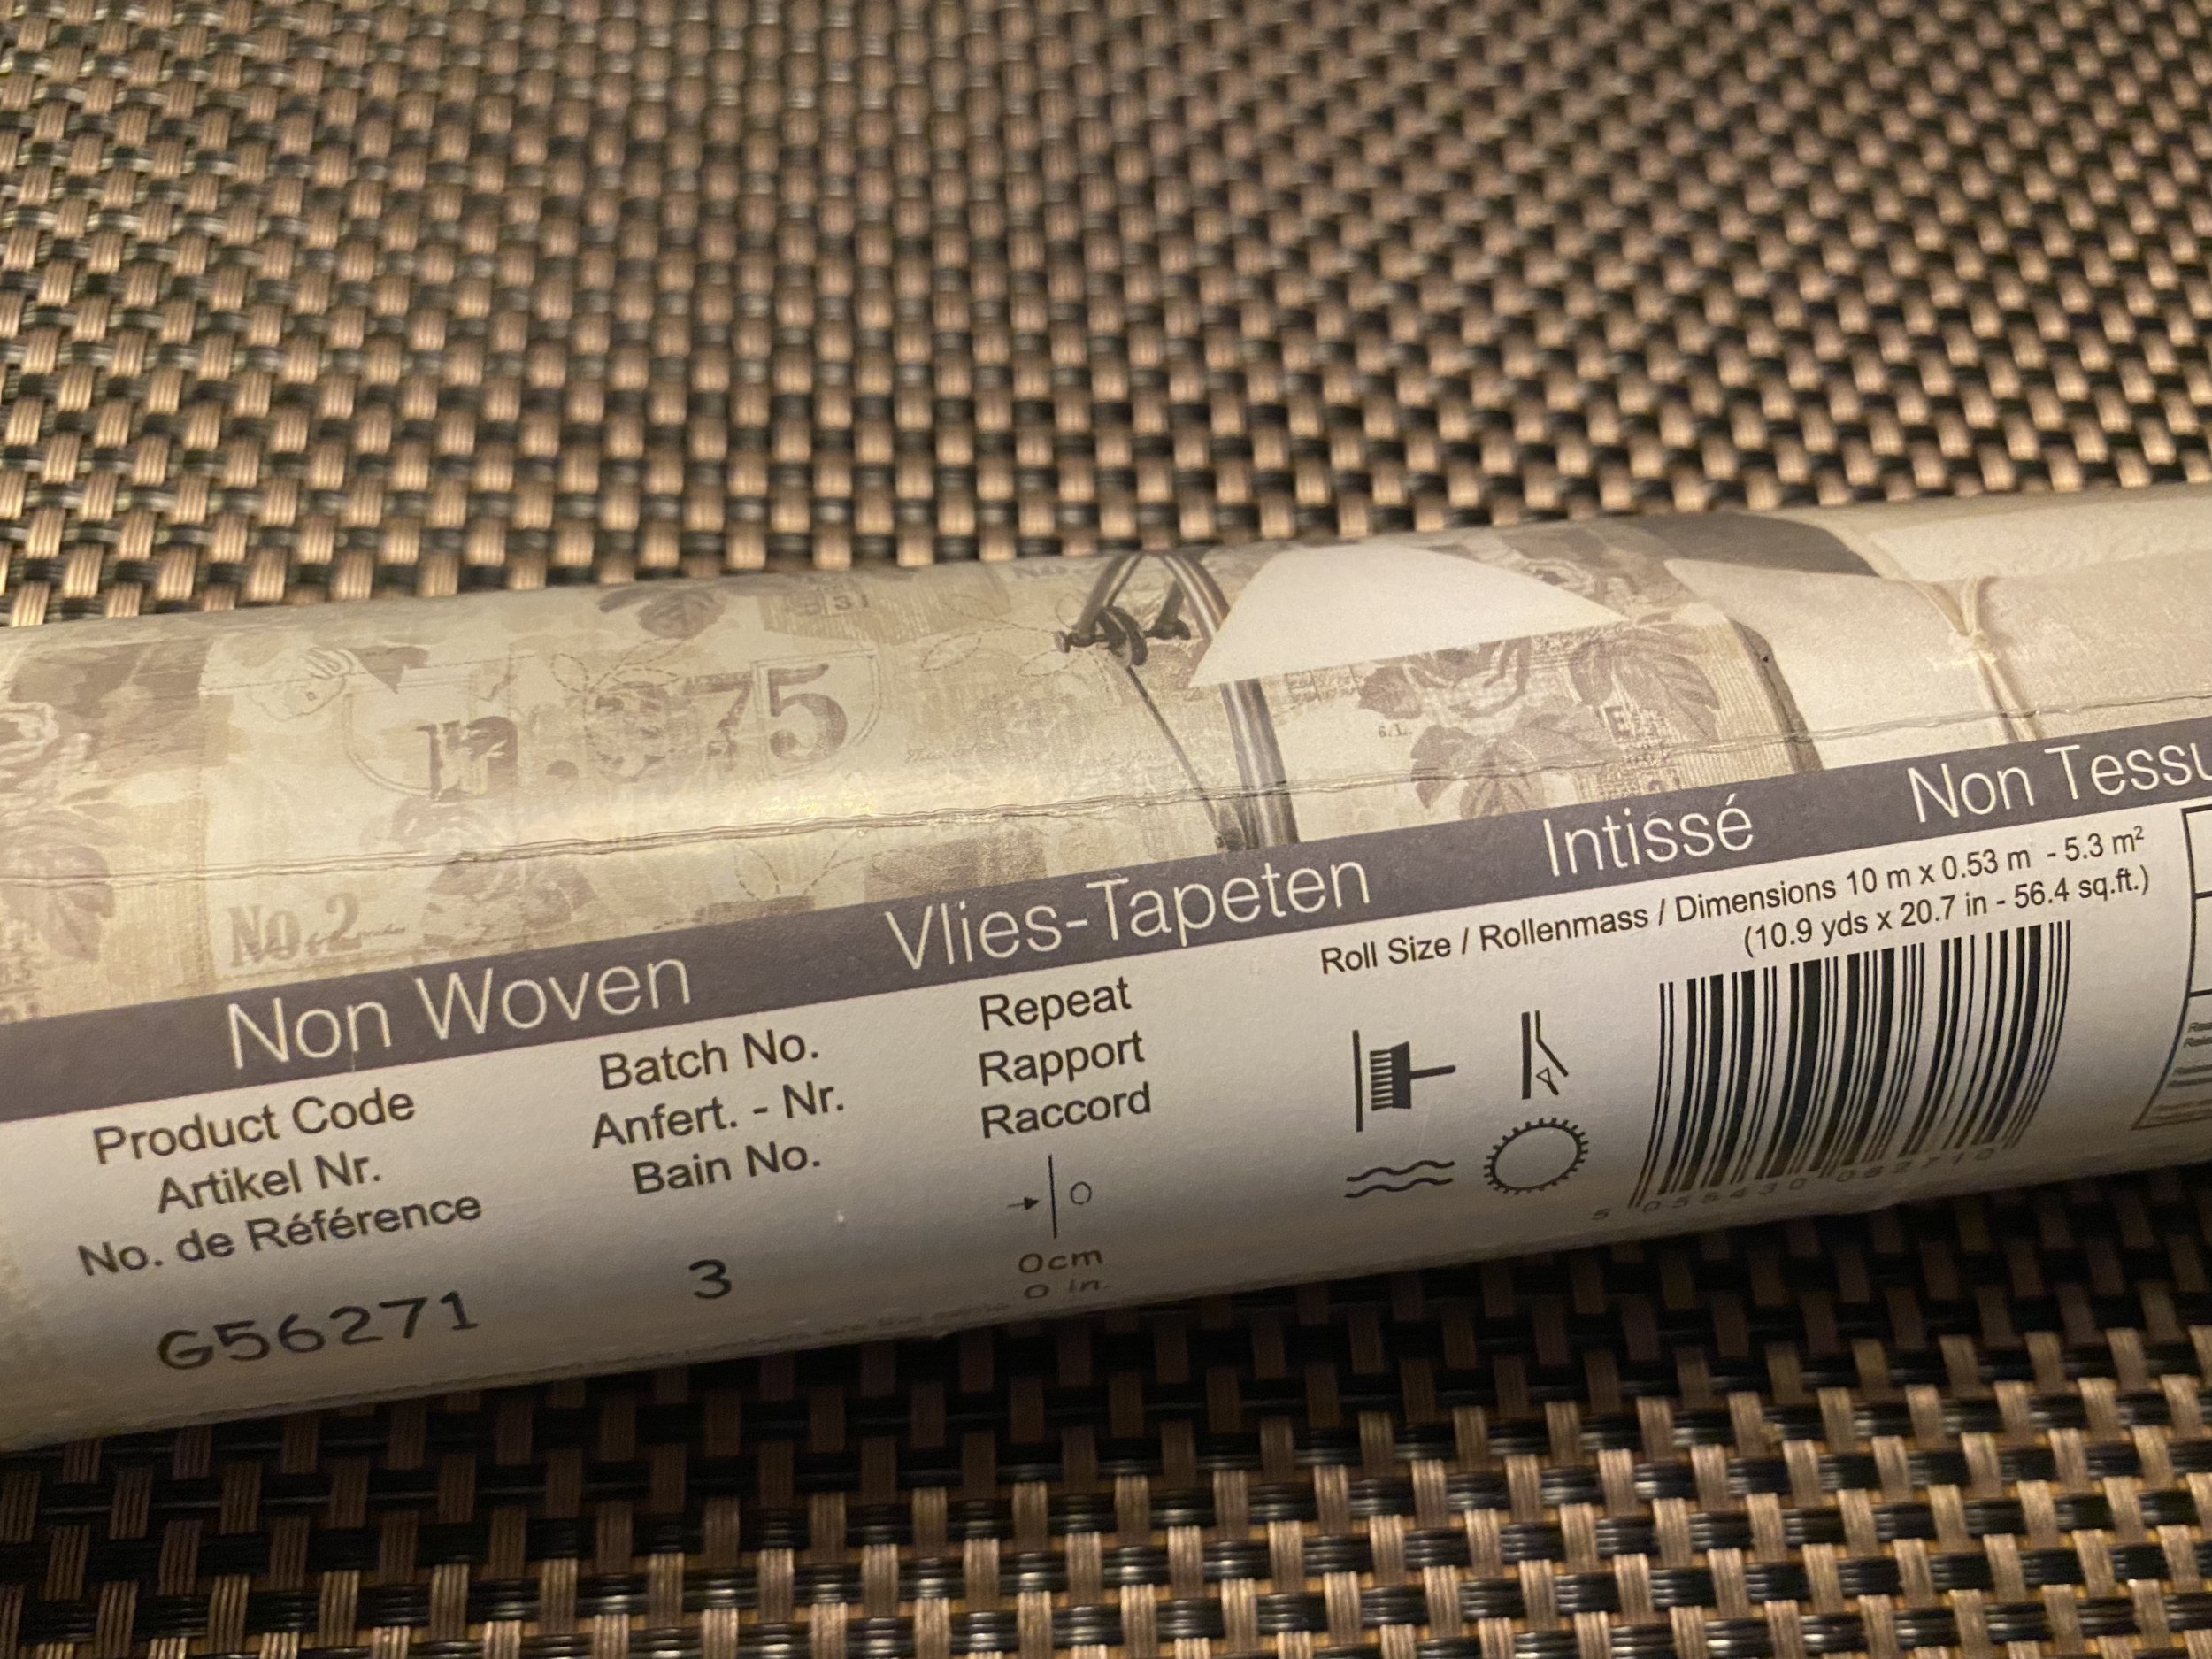 n. 75
No. 2
Non Woven Vlies-Tapeten Intissé Non Tessu
Product Code
Artikel Nr.
No. de Référence
G56271
Batch No.
Anfert. - Nr.
Bain No.
3
Repeat
Rapport
Raccord
0
0cm
0 in.
Roll Size / Rollenmass / Dimensions 10 m x 0.53 m - 5.3 m²
(10.9 yds x 20.7 in - 56.4 sq.ft.)